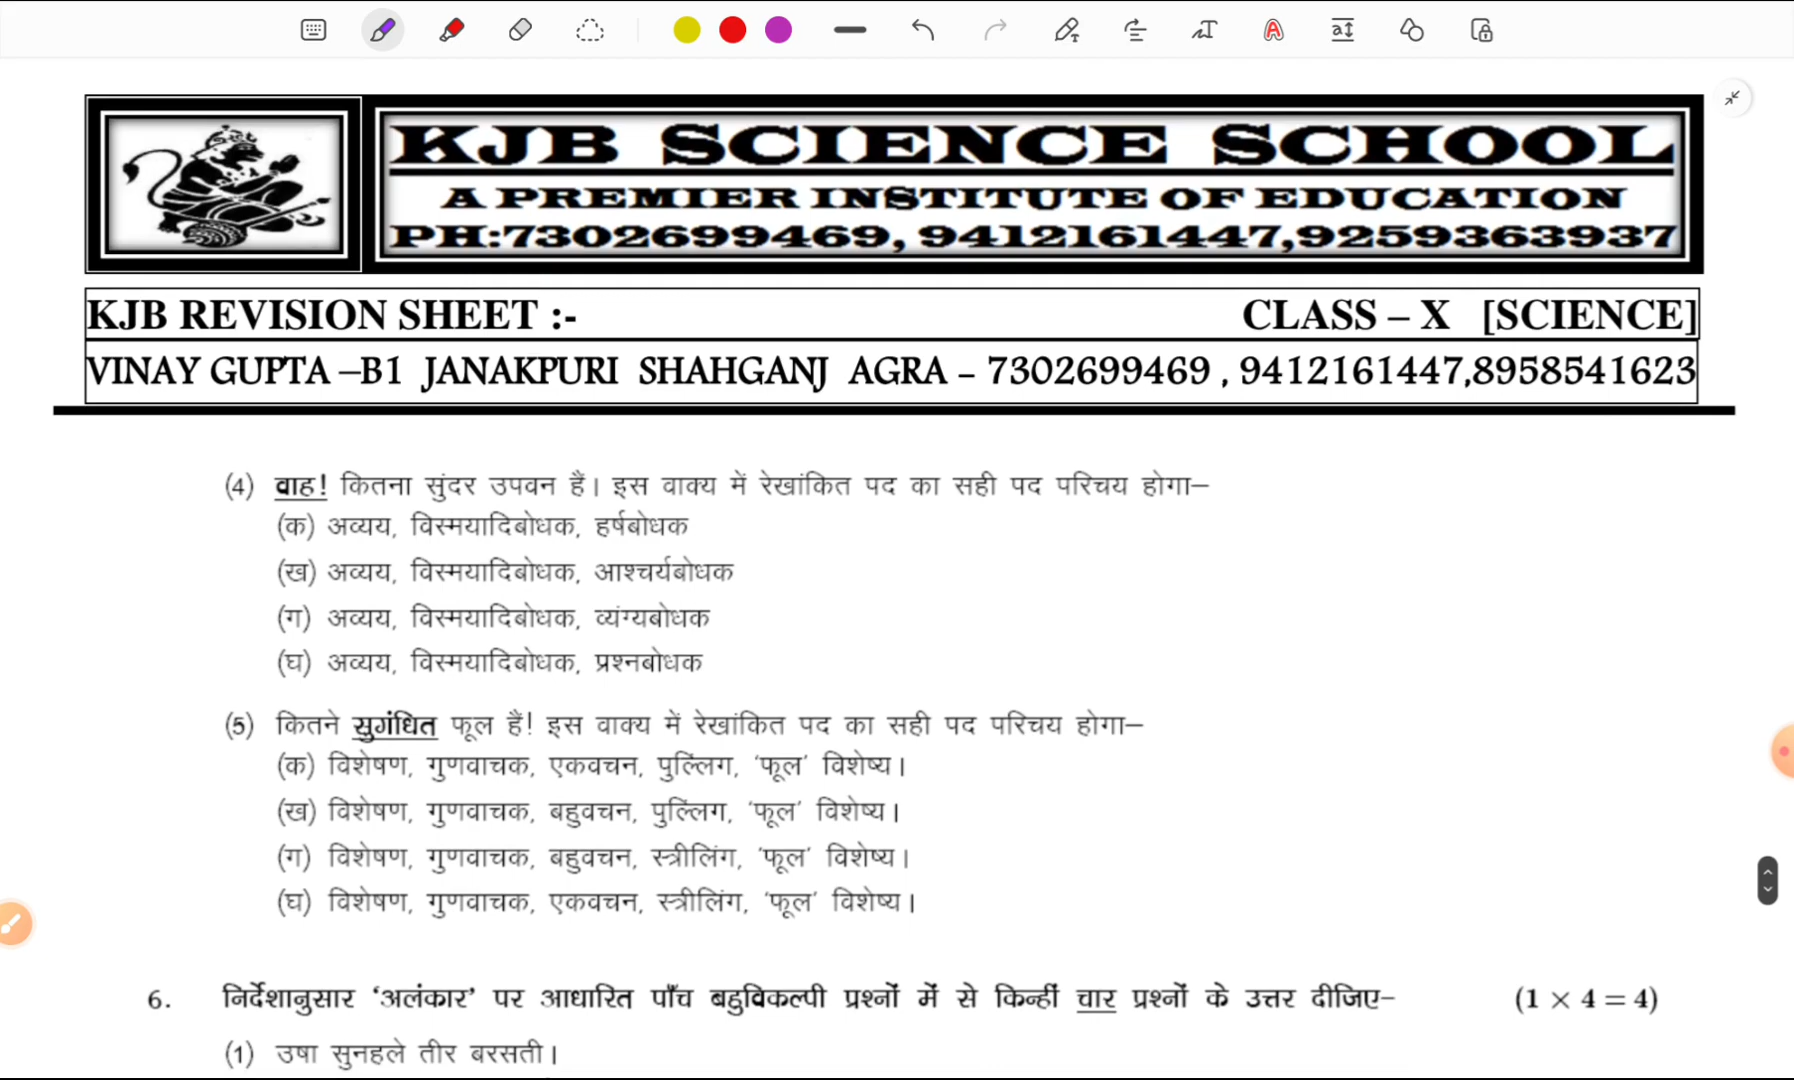 KJB SCIENCE SCHOOL
A PREMIER INSTITUTE OF EDUCATION
PH:7302699469, 9412161447,9259363937
KJB REVISION SHEET :- CLASS – X [SCIENCE]
VINAY GUPTA –B1 JANAKPURI SHAHGANJ AGRA – 7302699469 , 9412161447,8958541623
(4) वाह! कितना सुंदर उपवन हैं। इस वाक्य में रेखांकित पद का सही पद परिचय होगा–
(क) अव्यय, विस्मयादिबोधक, हर्षबोधक
(ख) अव्यय, विस्मयादिबोधक, आश्चर्यबोधक
(ग) अव्यय, विस्मयादिबोधक, व्यंग्यबोधक
(घ) अव्यय, विस्मयादिबोधक, प्रश्नबोधक
(5) कितने सुगंधित फूल हैं! इस वाक्य में रेखांकित पद का सही पद परिचय होगा–
(क) विशेषण, गुणवाचक, एकवचन, पुल्लिंग, ‘फूल’ विशेष्य।
(ख) विशेषण, गुणवाचक, बहुवचन, पुल्लिंग, ‘फूल’ विशेष्य।
(ग) विशेषण, गुणवाचक, बहुवचन, स्त्रीलिंग, ‘फूल’ विशेष्य।
(घ) विशेषण, गुणवाचक, एकवचन, स्त्रीलिंग, ‘फूल’ विशेष्य।
6. निर्देशानुसार ‘अलंकार’ पर आधारित पाँच बहुविकल्पी प्रश्नों में से किन्हीं चार प्रश्नों के उत्तर दीजिए– (1 × 4 = 4)
(1) उषा सुनहले तीर बरसती।